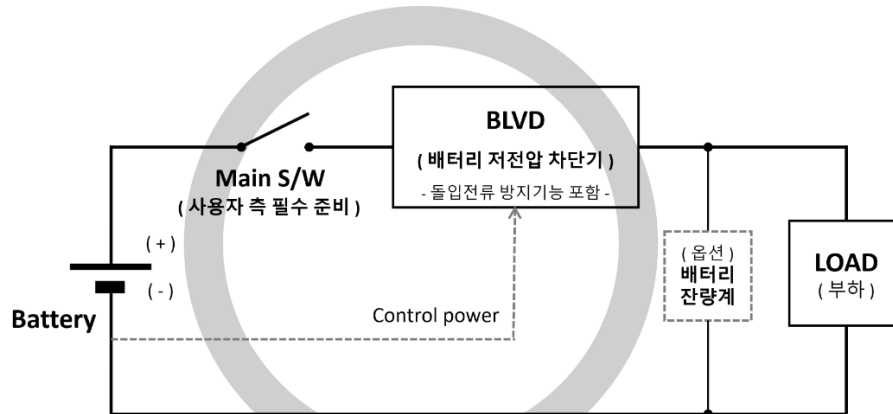 BLVD
( 배터리 저전압 차단기 )
- 돌입전류 방지기능 포함 -
Main S/W
( 사용자 측 필수 준비 )
( + )
( - )
Battery
Control power
( 옵션 )
배터리
잔량계
LOAD
( 부하 )